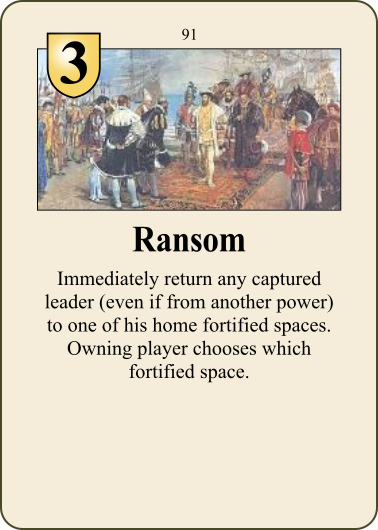 91
3
Ransom
Immediately return any captured
leader (even if from another power)
to one of his home fortified spaces.
Owning player chooses which
fortified space.